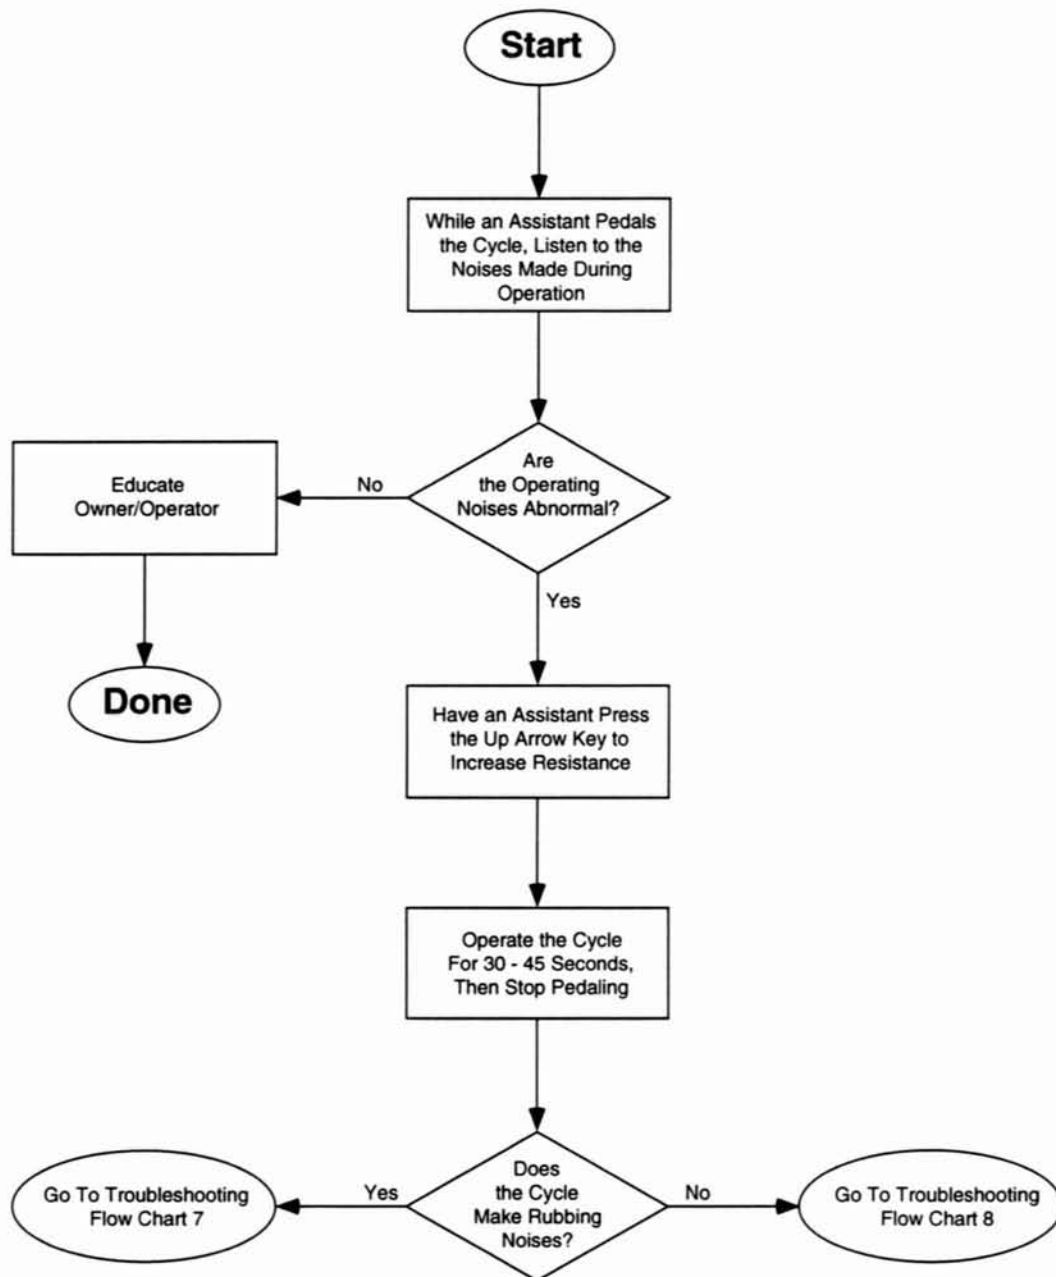 Start
While an Assistant Pedals
the Cycle, Listen to the
Noises Made During
Operation
Are
the Operating
Noises Abnormal?
No
Educate
Owner/Operator
Yes
Done
Have an Assistant Press
the Up Arrow Key to
Increase Resistance
Operate the Cycle
For 30 - 45 Seconds,
Then Stop Pedaling
Does
the Cycle
Make Rubbing
Noises?
Yes
Go To Troubleshooting
Flow Chart 7
No
Go To Troubleshooting
Flow Chart 8